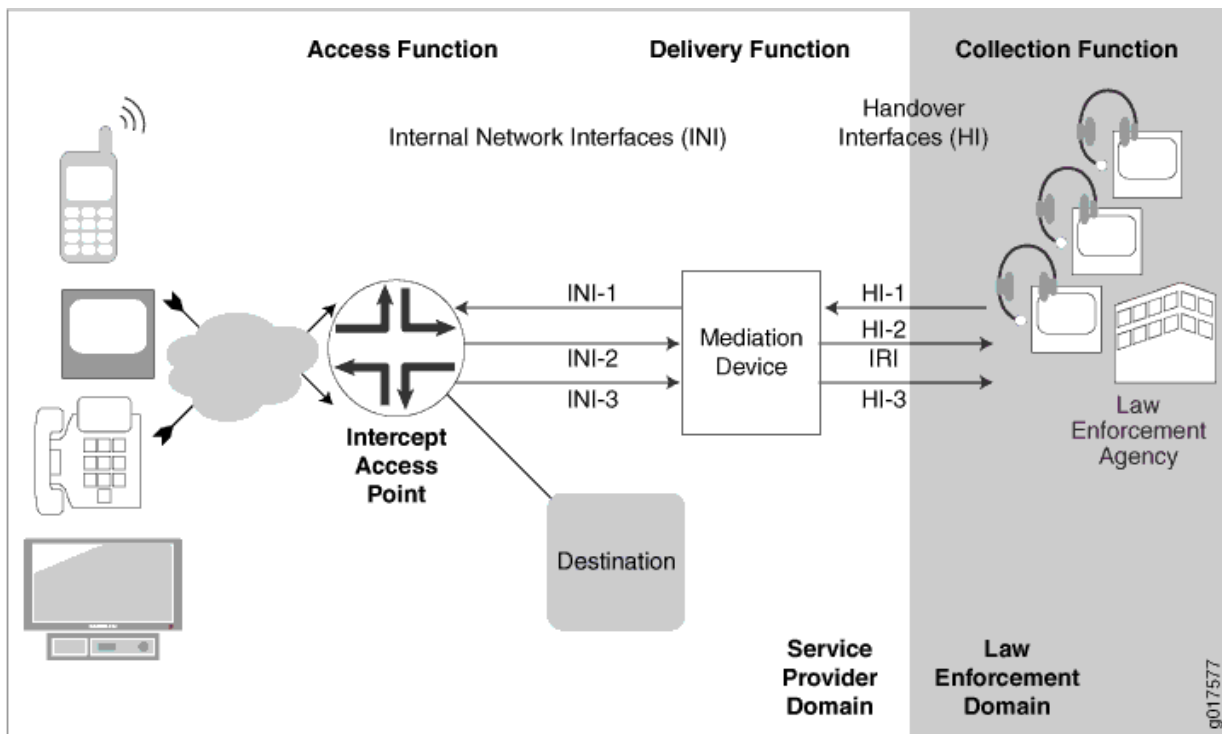 Access Function
Delivery Function
Collection Function
Internal Network Interfaces (INI)
Handover
Interfaces (HI)
INI-1
HI-1
Mediation
Device
HI-2
INI-2
IRI
INI-3
HI-3
Intercept
Access
Point
Law
Enforcement
Agency
Destination
Service
Provider
Domain
Law
Enforcement
Domain
g017577